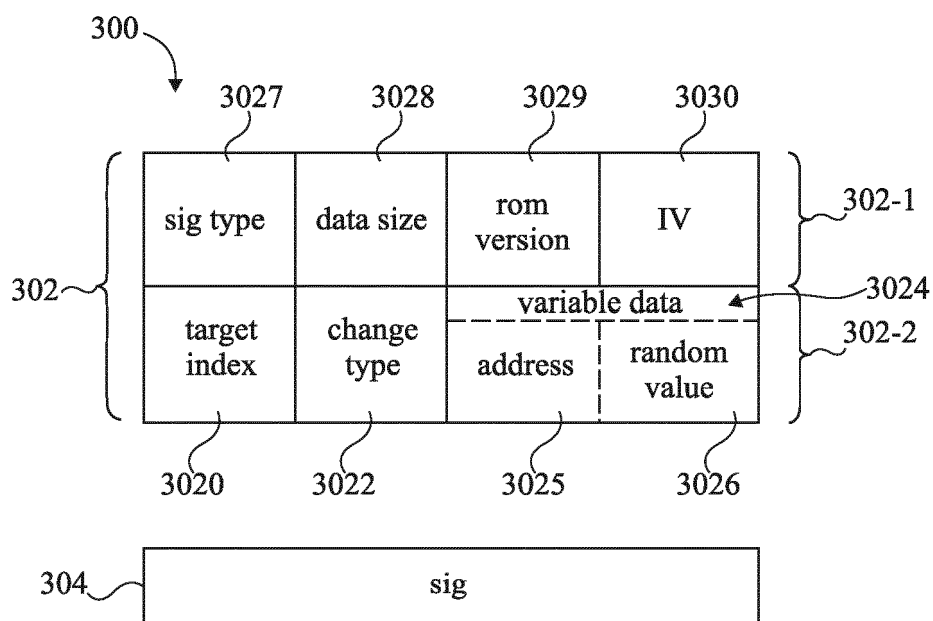 300
3027 3028 3029 3030
sig type
data size
rom
version
IV
302-1
302
variable data
3024
302-2
target
index
change
type
address
random
value
3020 3022 3025 3026
304
sig